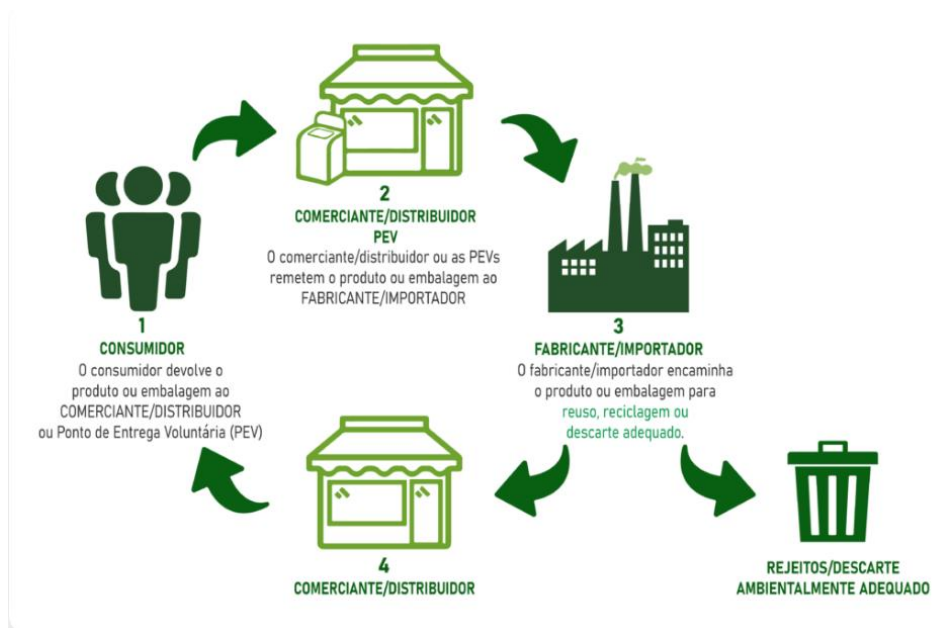 2
COMERCIANTE/DISTRIBUIDOR
PEV
O comerciante/distribuidor ou as PEVs
remetem o produto ou embalagem ao
FABRICANTE/IMPORTADOR
1
CONSUMIDOR
O consumidor devolve o
produto ou embalagem ao
COMERCIANTE/DISTRIBUIDOR
ou Ponto de Entrega Voluntária (PEV)
3
FABRICANTE/IMPORTADOR
O fabricante/importador encaminha
o produto ou embalagem para
reuso, reciclagem ou
descarte adequado.
4
COMERCIANTE/DISTRIBUIDOR
REJEITOS/DESCARTE
AMBIENTALMENTE ADEQUADO